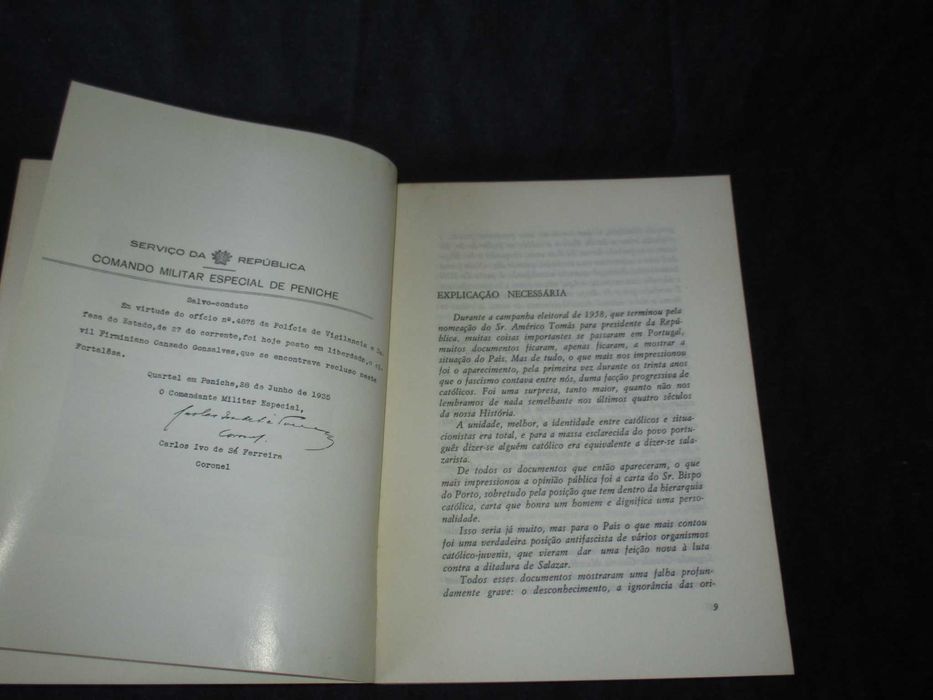 SERVIÇO DA REPÚBLICA
COMANDO MILITAR ESPECIAL DE PENICHE
Salvo-conduto
Em virtude do offcio nº.4675 da Polícia de Vigilancia e De
fesa do Estado,de 27 do corrente,foi hoje posto em liberdade,o ci
vil Firminiano Cansado Gonsalves,que se encontrava recluso neste
Fortalêsa.
Quartel em Peniche,28 de Junho de 1935
o Comandante Militar Especial,
Coronel.
Carlos Ivo de Sá Ferreira
Coronel
EXPLICAÇÃO NECESSÁRIA
Durante a campanha eleitoral de 1958, que terminou pela
nomeação do Sr. Américo Tomás para presidente da Repú-
blica, muitas coisas importantes se passaram em Portugal,
muitos documentos ficaram, apenas ficaram, a mostrar a
situação do País. Mas de tudo, o que mais nos impressionou
foi o aparecimento, pela primeira vez durante os trinta anos
que o fascismo contava entre nós, duma facção progressiva de
católicos. Foi uma surpresa, tanto maior, quanto não nos
lembramos de nada semelhante nos últimos quatro séculos
da nossa História.
A unidade, melhor, a identidade entre católicos e situa-
cionistas era total, e para a massa esclarecida do povo portu-
guês dizer-se alguém católico era equivalente a dizer-se sala-
zarista.
De todos os documentos que então apareceram, o que
mais impressionou a opinião pública foi a carta do Sr. Bispo
do Porto, sobretudo pela posição que tem dentro da hierarquia
católica, carta que honra um homem e dignifica uma perso-
nalidade.
Isso seria já muito, mas para o País o que mais contou
foi uma verdadeira posição antifascista de vários organismos
católico-juvenis, que vieram dar uma feição nova à luta
contra a ditadura de Salazar.
Todos esses documentos mostraram uma falha profun-
damente grave: o desconhecimento, a ignorância das ori-
9